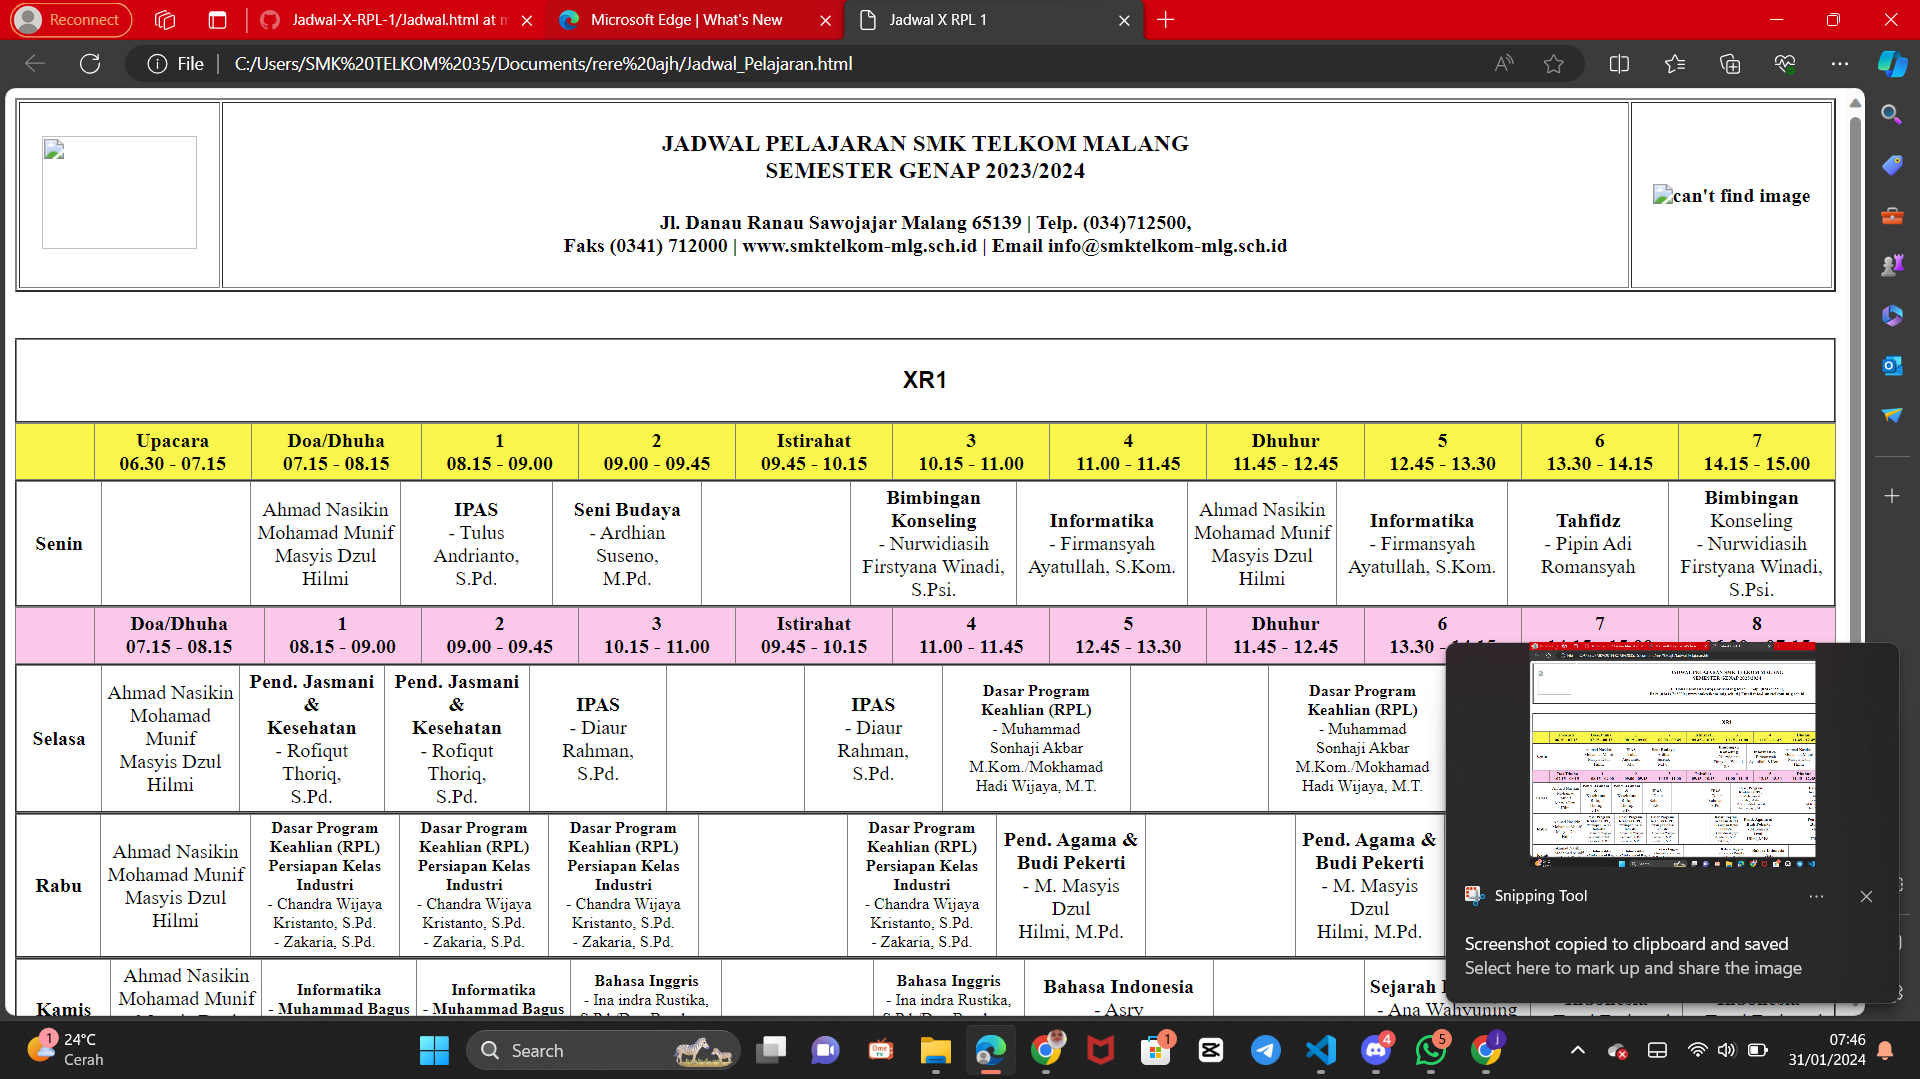 Reconnect
Jadwal-X-RPL-1/Jadwal.html at m
Microsoft Edge | What's New
Jadwal X RPL 1
File
C:/Users/SMK%20TELKOM%2035/Documents/rere%20ajh/Jadwal_Pelajaran.html
JADWAL PELAJARAN SMK TELKOM MALANG
SEMESTER GENAP 2023/2024
Jl. Danau Ranau Sawojajar Malang 65139 | Telp. (034)712500,
Faks (0341) 712000 | www.smktelkom-mlg.sch.id | Email info@smktelkom-mlg.sch.id
can't find image
XR1
Upacara
06.30 - 07.15
Doa/Dhuha
07.15 - 08.15
1
08.15 - 09.00
2
09.00 - 09.45
Istirahat
09.45 - 10.15
3
10.15 - 11.00
4
11.00 - 11.45
Dhuhur
11.45 - 12.45
5
12.45 - 13.30
6
13.30 - 14.15
7
14.15 - 15.00
Senin
Ahmad Nasikin
Mohamad Munif
Masyis Dzul
Hilmi
IPAS
- Tulus
Andrianto,
S.Pd.
Seni Budaya
- Ardhian
Suseno,
M.Pd.
Bimbingan
Konseling
- Nurwidiasih
Firstyana Winadi,
S.Psi.
Informatika
- Firmansyah
Ayatullah, S.Kom.
Ahmad Nasikin
Mohamad Munif
Masyis Dzul
Hilmi
Informatika
- Firmansyah
Ayatullah, S.Kom.
Tahfidz
- Pipin Adi
Romansyah
Bimbingan
Konseling
- Nurwidiasih
Firstyana Winadi,
S.Psi.
Doa/Dhuha
07.15 - 08.15
1
08.15 - 09.00
2
09.00 - 09.45
3
10.15 - 11.00
Istirahat
09.45 - 10.15
4
11.00 - 11.45
5
12.45 - 13.30
Dhuhur
11.45 - 12.45
6
13.30 -
7
8
Selasa
Ahmad Nasikin
Mohamad
Munif
Masyis Dzul
Hilmi
Pend. Jasmani
&
Kesehatan
- Rofiqut
Thoriq,
S.Pd.
Pend. Jasmani
&
Kesehatan
- Rofiqut
Thoriq,
S.Pd.
IPAS
- Diaur
Rahman,
S.Pd.
IPAS
- Diaur
Rahman,
S.Pd.
Dasar Program
Keahlian (RPL)
- Muhammad
Sonhaji Akbar
M.Kom./Mokhamad
Hadi Wijaya, M.T.
Dasar Program
Keahlian (RPL)
- Muhammad
Sonhaji Akbar
M.Kom./Mokhamad
Hadi Wijaya, M.T.
Rabu
Ahmad Nasikin
Mohamad Munif
Masyis Dzul
Hilmi
Dasar Program
Keahlian (RPL)
Persiapan Kelas
Industri
- Chandra Wijaya
Kristanto, S.Pd.
- Zakaria, S.Pd.
Dasar Program
Keahlian (RPL)
Persiapan Kelas
Industri
- Chandra Wijaya
Kristanto, S.Pd.
- Zakaria, S.Pd.
Dasar Program
Keahlian (RPL)
Persiapan Kelas
Industri
- Chandra Wijaya
Kristanto, S.Pd.
- Zakaria, S.Pd.
Dasar Program
Keahlian (RPL)
Persiapan Kelas
Industri
- Chandra Wijaya
Kristanto, S.Pd.
- Zakaria, S.Pd.
Pend. Agama &
Budi Pekerti
- M. Masyis
Dzul
Hilmi, M.Pd.
Pend. Agama &
Budi Pekerti
- M. Masyis
Dzul
Hilmi, M.Pd.
Kamis
Ahmad Nasikin
Mohamad Munif
Informatika
- Muhammad Bagus
Informatika
- Muhammad Bagus
Bahasa Inggris
- Ina indra Rustika,
Bahasa Inggris
- Ina indra Rustika,
Bahasa Indonesia
- Asry
Sejarah
- Ana Wahyuning
Snipping Tool
Screenshot copied to clipboard and saved
Select here to mark up and share the image
1
24°C
Cerah
Search
Ome
TV
1
4
5
j
07:46
31/01/2024